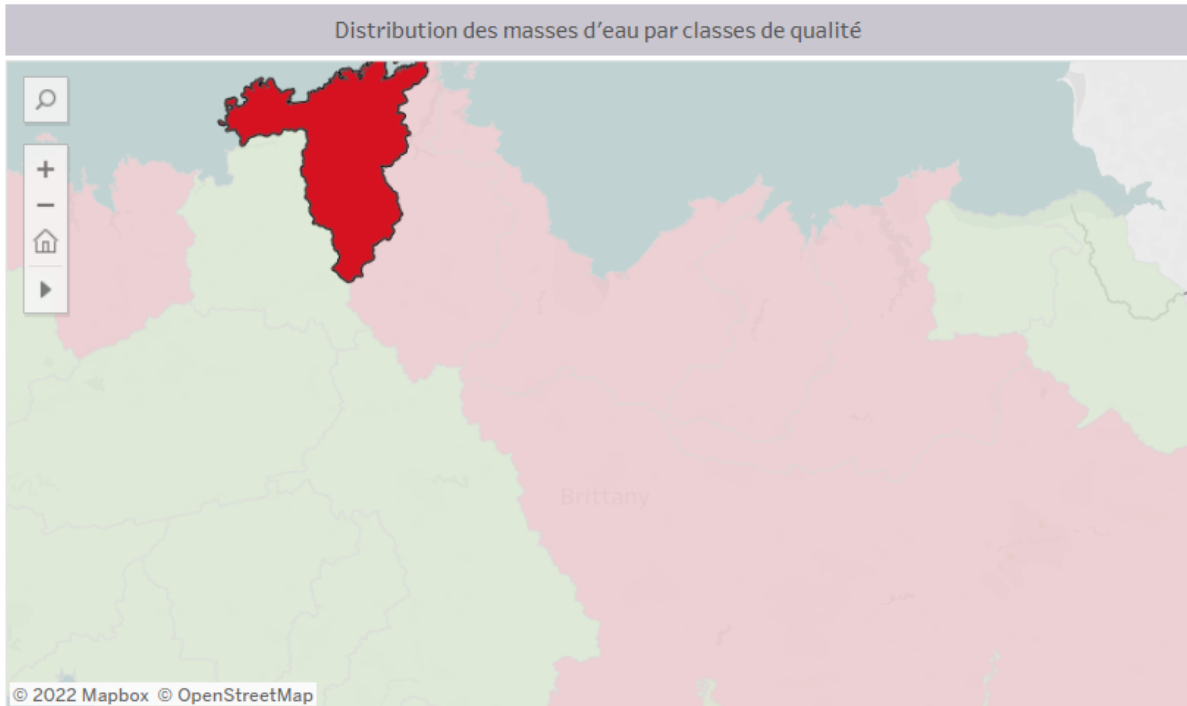 Distribution des masses d'eau par classes de qualité
Brittany
© 2022 Mapbox © OpenStreetMap